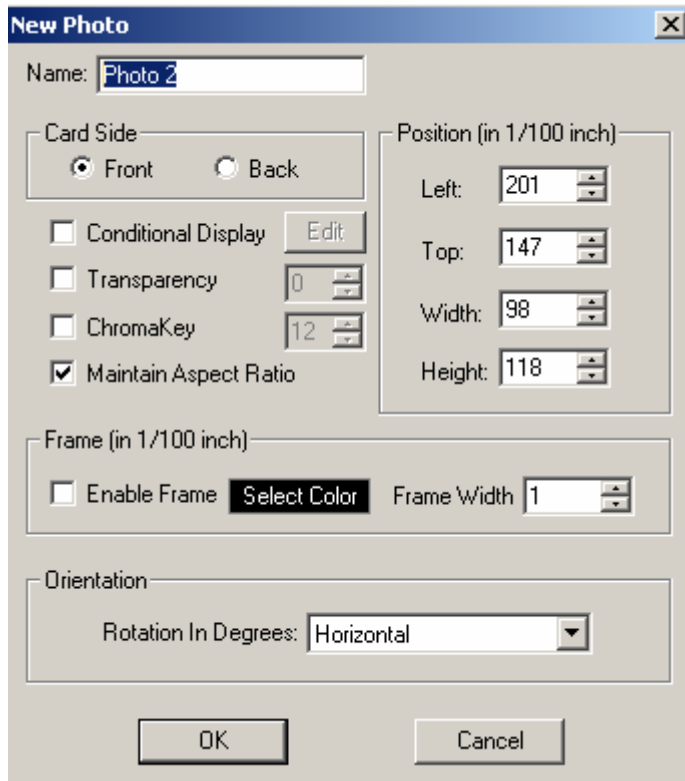 New Photo
Name: Photo 2
Card Side
Front Back
Position (in 1/100 inch)
Left: 201
Top: 147
Width: 98
Height: 118
Conditional Display Edit
Transparency 0
ChromaKey 12
Maintain Aspect Ratio
Frame (in 1/100 inch)
Enable Frame Select Color Frame Width 1
Orientation
Rotation In Degrees: Horizontal
OK Cancel